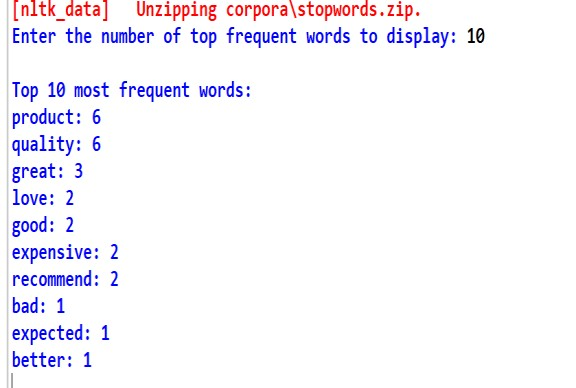 [nltk_data]   Unzipping corpora\stopwords.zip.
Enter the number of top frequent words to display: 10
Top 10 most frequent words:
product: 6
quality: 6
great: 3
love: 2
good: 2
expensive: 2
recommend: 2
bad: 1
expected: 1
better: 1